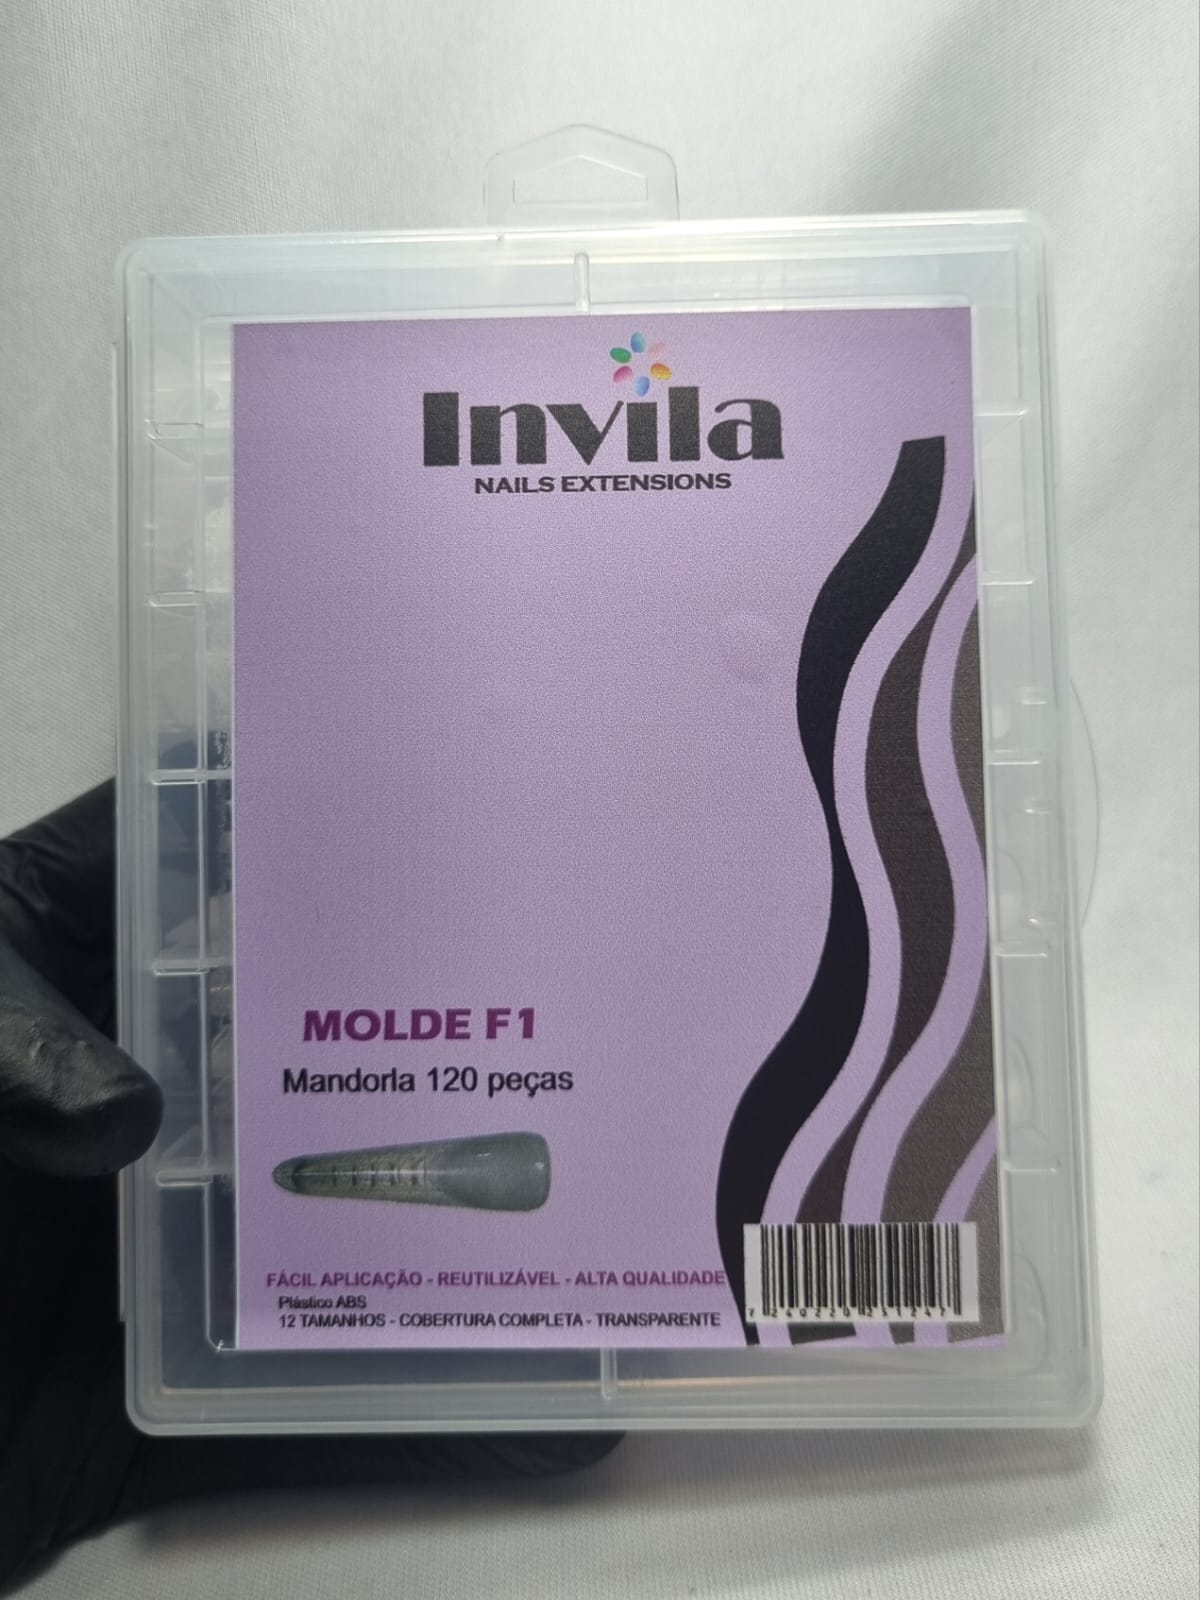 Invila
NAILS EXTENSIONS
MOLDE F1
Mandorla 120 peças
FÁCIL APLICAÇÃO - REUTILIZÁVEL - ALTA QUALIDADE
Plástico ABS
12 TAMANHOS - COBERTURA COMPLETA - TRANSPARENTE